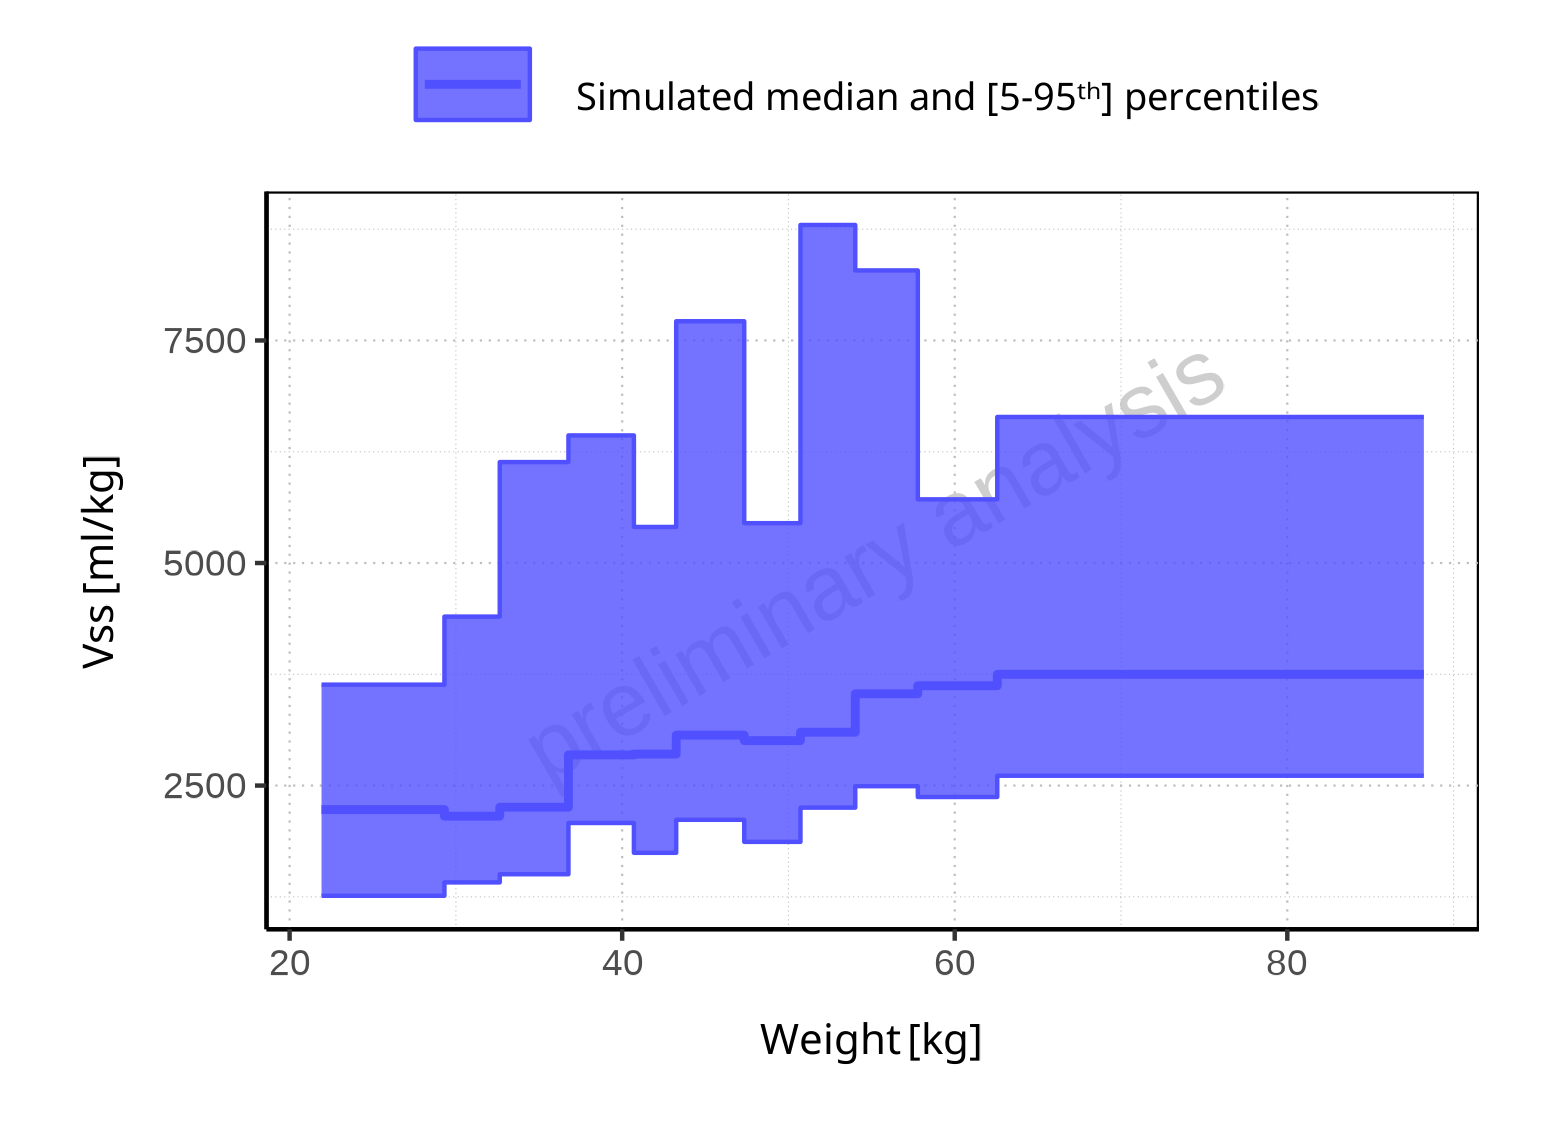 Simulated median and [5-95th] percentiles
7500
5000
2500
Vss [ml/kg]
preliminary analysis
20 40 60 80
Weight [kg]